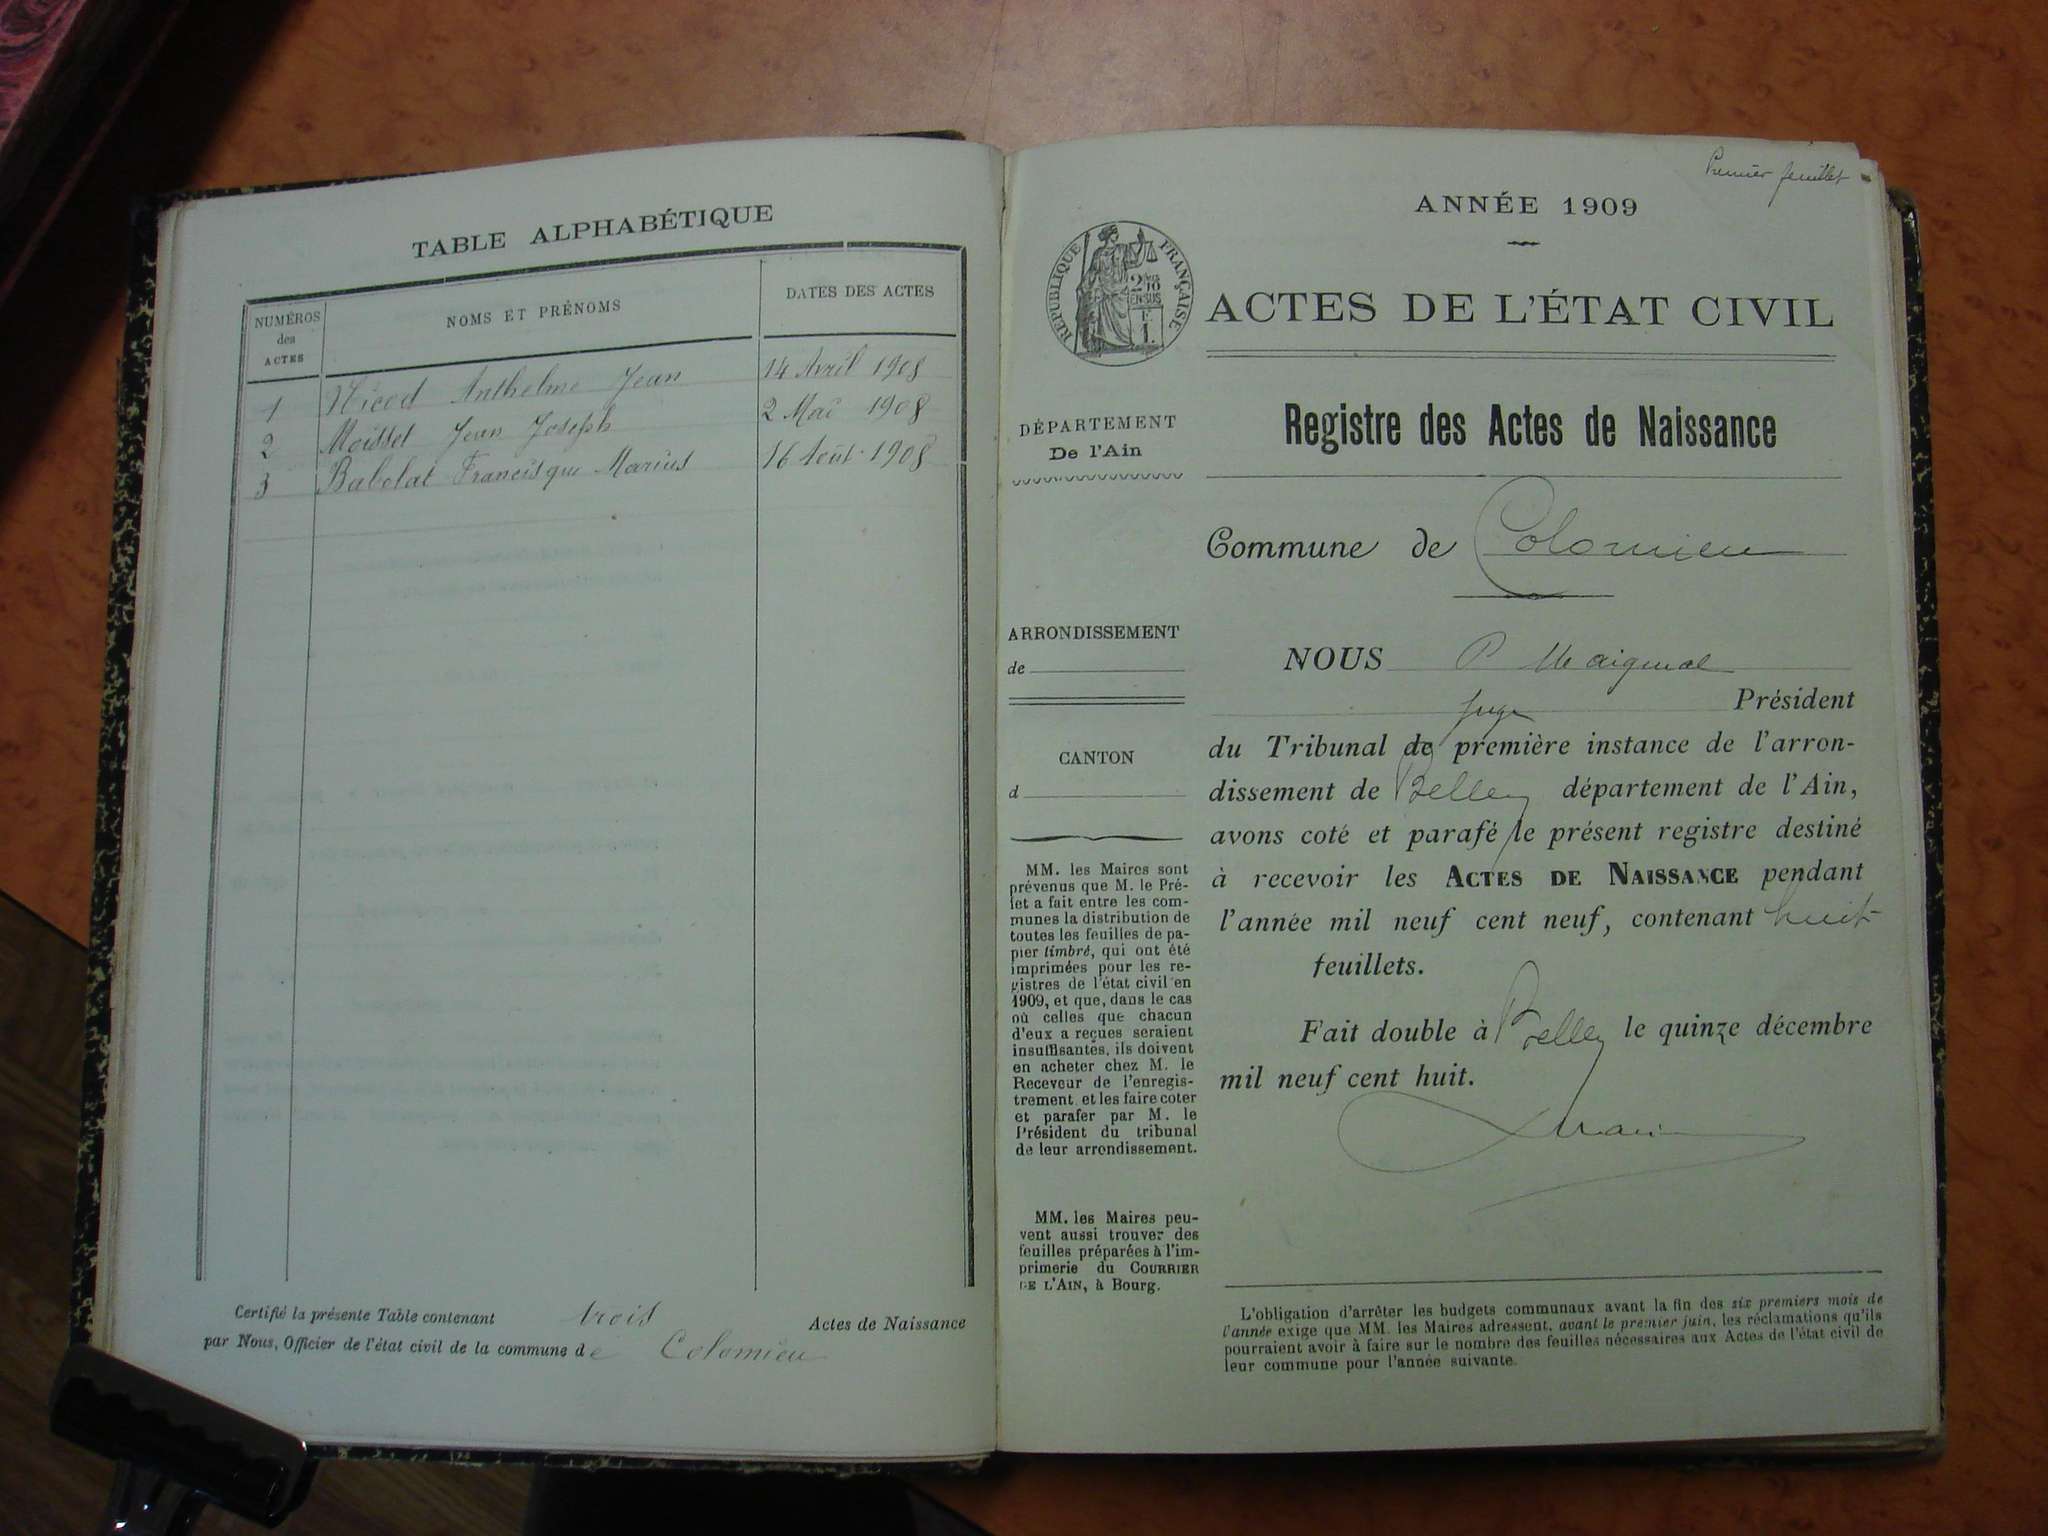 TABLE ALPHABÉTIQUE
NUMÉROS des ACTES
NOMS ET PRÉNOMS
DATES DES ACTES
1 Nicod Anthelme Jean 14 Avril 1908
2 Moissel Jean Joseph 2 Mai 1908
3 Babolat Francisque Marius 16 Août 1908
Certifié la présente Table contenant trois Actes de Naissance
par Nous, Officier de l'état civil de la commune de Colomieu
Premier feuillet
ANNÉE 1909
RÉPUBLIQUE FRANÇAISE
ACTES DE L'ÉTAT CIVIL
DÉPARTEMENT
De l'Ain
Registre des Actes de Naissance
Commune de Colomieu
ARRONDISSEMENT
de
CANTON
d
MM. les Maires sont
prévenus que M. le Pré-
fet a fait entre les com-
munes la distribution de
toutes les feuilles de pa-
pier timbré, qui ont été
imprimées pour les re-
gistres de l'état civil en
1909, et que, dans le cas
où celles que chacun
d'eux a reçues seraient
insuffisantes, ils doivent
en acheter chez M. le
Receveur de l'enregis-
trement et les faire coter
et parafer par M. le
Président du tribunal
de leur arrondissement.
MM. les Maires peu-
vent aussi trouver des
feuilles préparées à l'im-
primerie du COURRIER
DE L'AIN, à Bourg.
NOUS P
juge Président
du Tribunal de première instance de l'arron-
dissement de Belley département de l'Ain,
avons coté et parafé le présent registre destiné
à recevoir les ACTES DE NAISSANCE pendant
l'année mil neuf cent neuf, contenant huit
feuillets.
Fait double à Belley le quinze décembre
mil neuf cent huit.
L'obligation d'arrêter les budgets communaux avant la fin des six premiers mois de
l'année exige que MM. les Maires adressent, avant le premier juin, les réclamations qu'ils
pourraient avoir à faire sur le nombre des feuilles nécessaires aux Actes de l'état civil de
leur commune pour l'année suivante.